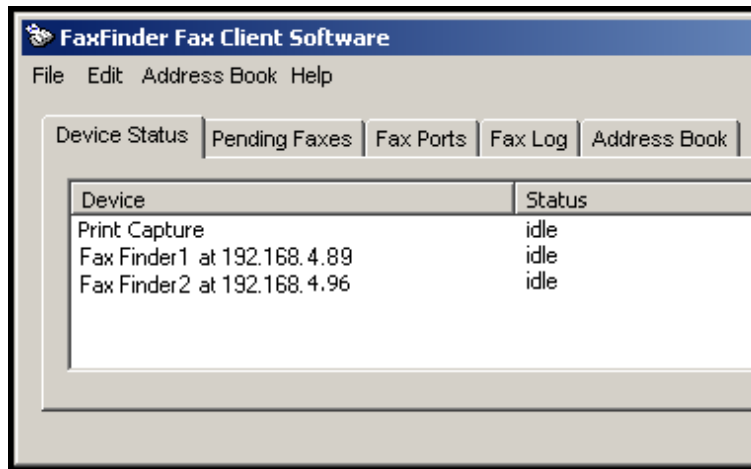 FaxFinder Fax Client Software
File Edit Address Book Help
Device Status Pending Faxes Fax Ports Fax Log Address Book
Device Status
Print Capture idle
Fax Finder1 at 192.168.4.89 idle
Fax Finder2 at 192.168.4.96 idle